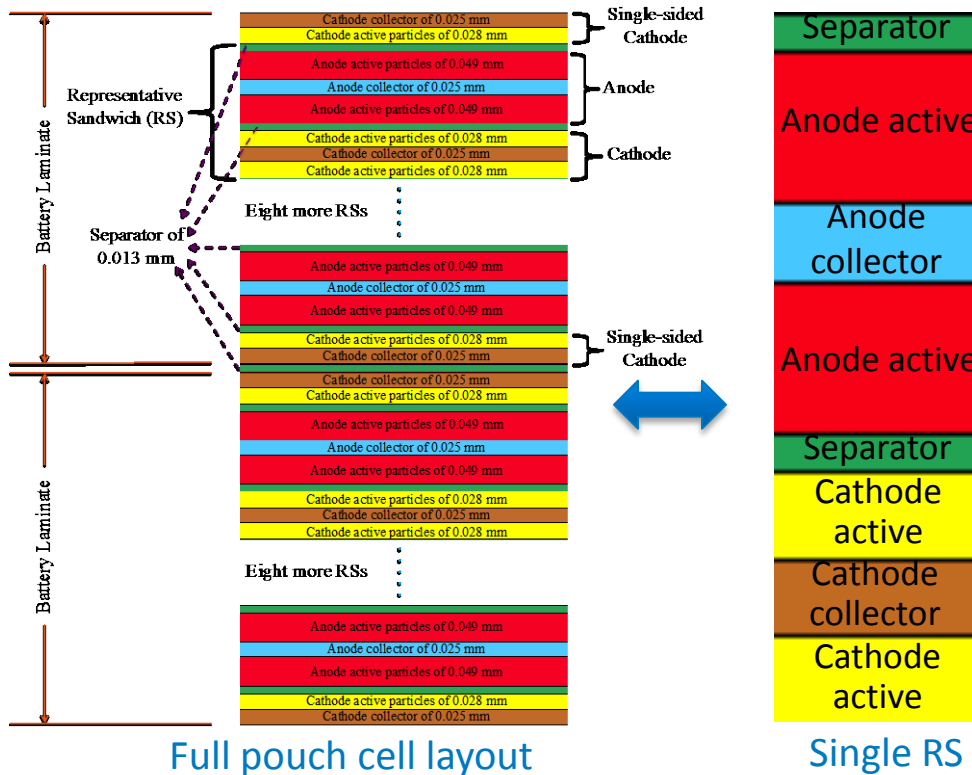 Cathode collector of 0.025 mm
Cathode active particles of 0.028 mm
Single-sided
Cathode
Anode active particles of 0.049 mm
Anode collector of 0.025 mm
Anode active particles of 0.049 mm
Anode
Representative
Sandwich (RS)
Cathode active particles of 0.028 mm
Cathode collector of 0.025 mm
Cathode active particles of 0.028 mm
Cathode
Battery Laminate
Eight more RSs
Separator of
0.013 mm
Anode active particles of 0.049 mm
Anode collector of 0.025 mm
Anode active particles of 0.049 mm
Cathode active particles of 0.028 mm
Cathode collector of 0.025 mm
Single-sided
Cathode
Cathode collector of 0.025 mm
Cathode active particles of 0.028 mm
Anode active particles of 0.049 mm
Anode collector of 0.025 mm
Anode active particles of 0.049 mm
Cathode active particles of 0.028 mm
Cathode collector of 0.025 mm
Cathode active particles of 0.028 mm
Battery Laminate
Eight more RSs
Anode active particles of 0.049 mm
Anode collector of 0.025 mm
Anode active particles of 0.049 mm
Cathode active particles of 0.028 mm
Cathode collector of 0.025 mm
Full pouch cell layout
Separator
Anode active
Anode
collector
Anode active
Separator
Cathode
active
Cathode
collector
Cathode
active
Single RS